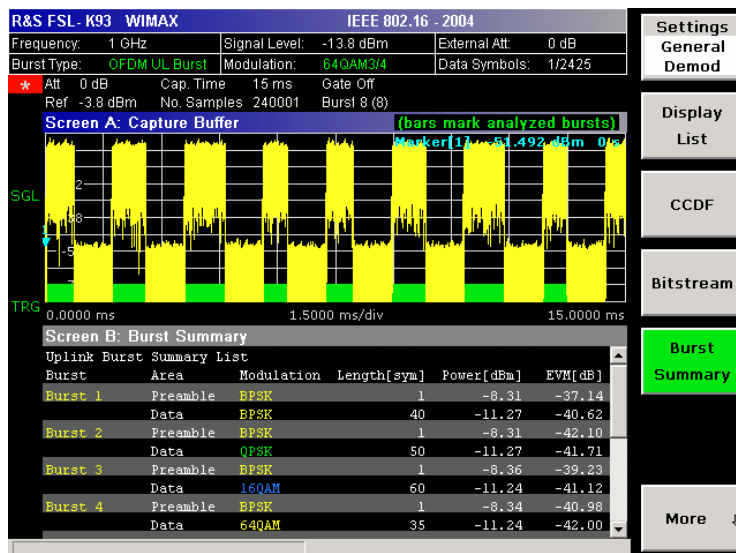 R&S FSL- K93 WIMAX IEEE 802.16 - 2004
Frequency: 1 GHz Signal Level: -13.8 dBm External Att: 0 dB
Burst Type: OFDM UL Burst Modulation: 64QAM3/4 Data Symbols: 1/2425
* Att 0 dB Cap. Time 15 ms Gate Off
Ref -3.8 dBm No. Samples 240001 Burst 8 (8)
Screen A: Capture Buffer (bars mark analyzed bursts)
Marker[1] -51.492 dBm 0 s
SGL
TRG
0.0000 ms 1.5000 ms/div 15.0000 ms
Screen B: Burst Summary
Uplink Burst Summary List
Burst Area Modulation Length[sym] Power[dBm] EVM[dB]
Burst 1 Preamble BPSK 1 -8.31 -37.14
Data BPSK 40 -11.27 -40.62
Burst 2 Preamble BPSK 1 -8.31 -42.10
Data QPSK 50 -11.27 -41.71
Burst 3 Preamble BPSK 1 -8.36 -39.23
Data 16QAM 60 -11.24 -41.12
Burst 4 Preamble BPSK 1 -8.34 -40.98
Data 64QAM 35 -11.24 -42.00
Settings
General
Demod
Display
List
CCDF
Bitstream
Burst
Summary
More